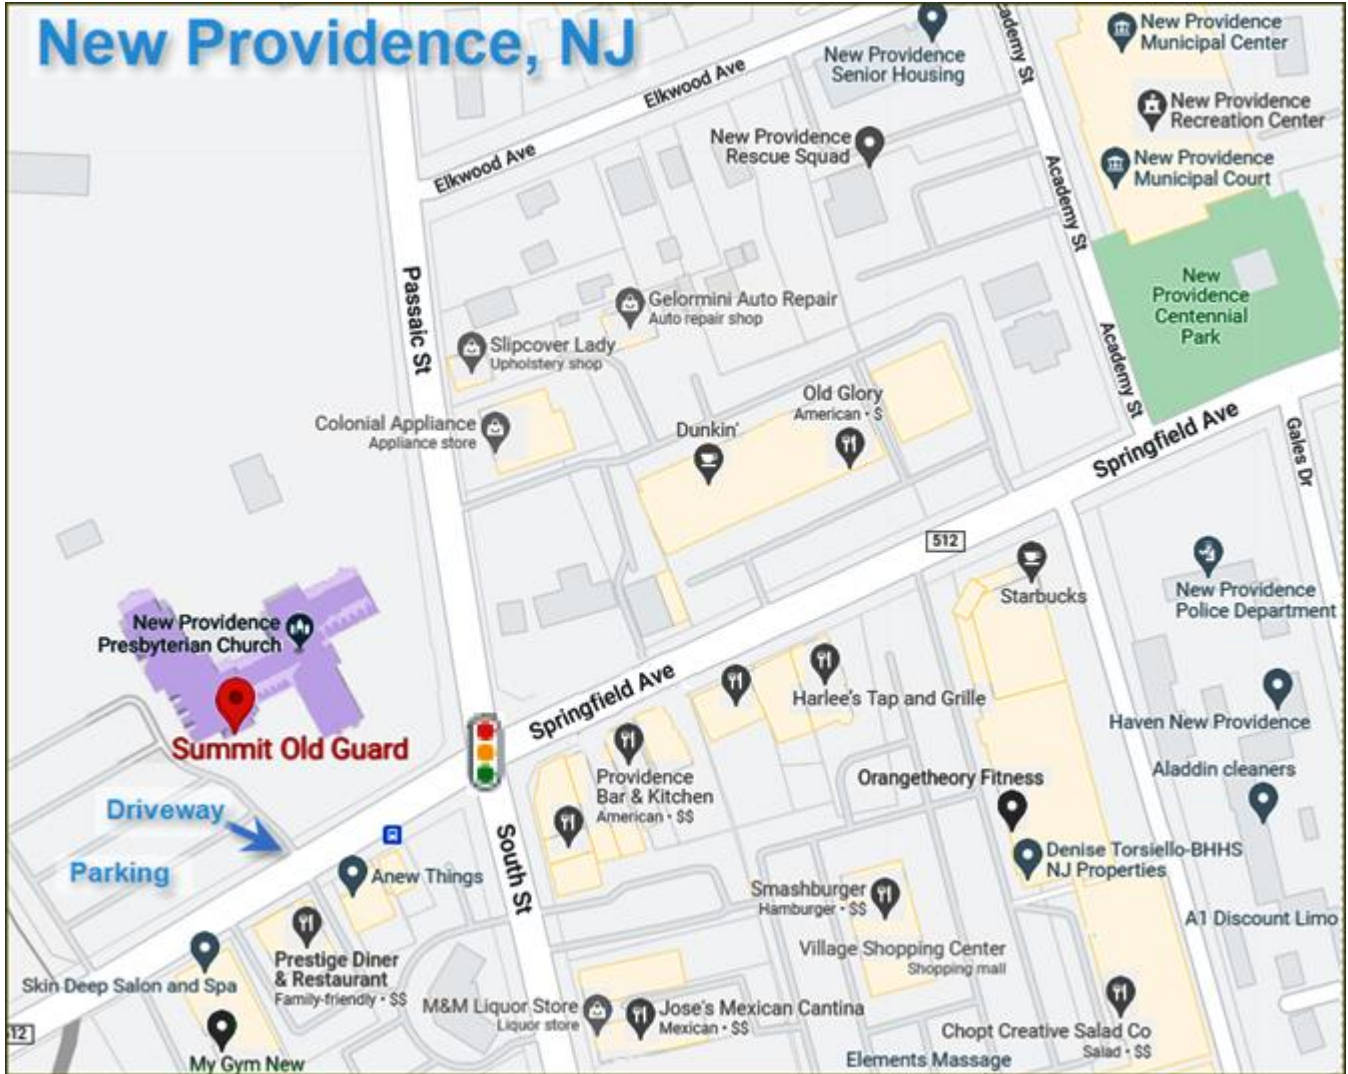 New Providence, NJ
New Providence
Senior Housing
Academy St
New Providence
Municipal Center
Elkwood Ave
New Providence
Recreation Center
New Providence
Rescue Squad
Elkwood Ave
New Providence
Municipal Court
Academy St
Passaic St
New
Providence
Centennial
Park
Gelormini Auto Repair
Auto repair shop
Slipcover Lady
Upholstery shop
Academy St
Old Glory
American • $
Colonial Appliance
Appliance store
Dunkin'
Springfield Ave
Gales Dr
512
Starbucks
New Providence
Police Department
New Providence
Presbyterian Church
Springfield Ave
Harlee's Tap and Grille
Haven New Providence
Summit Old Guard
Providence
Bar & Kitchen
American • $$
Orangetheory Fitness
Aladdin cleaners
Driveway
Parking
South St
Anew Things
Denise Torsiello-BHHS
NJ Properties
Smashburger
Hamburger • $$
A1 Discount Limo
Village Shopping Center
Shopping mall
Prestige Diner
& Restaurant
Family-friendly • $$
Skin Deep Salon and Spa
M&M Liquor Store
Liquor store
Jose's Mexican Cantina
Mexican • $$
Chopt Creative Salad Co
Salad • $$
12
My Gym New
Elements Massage